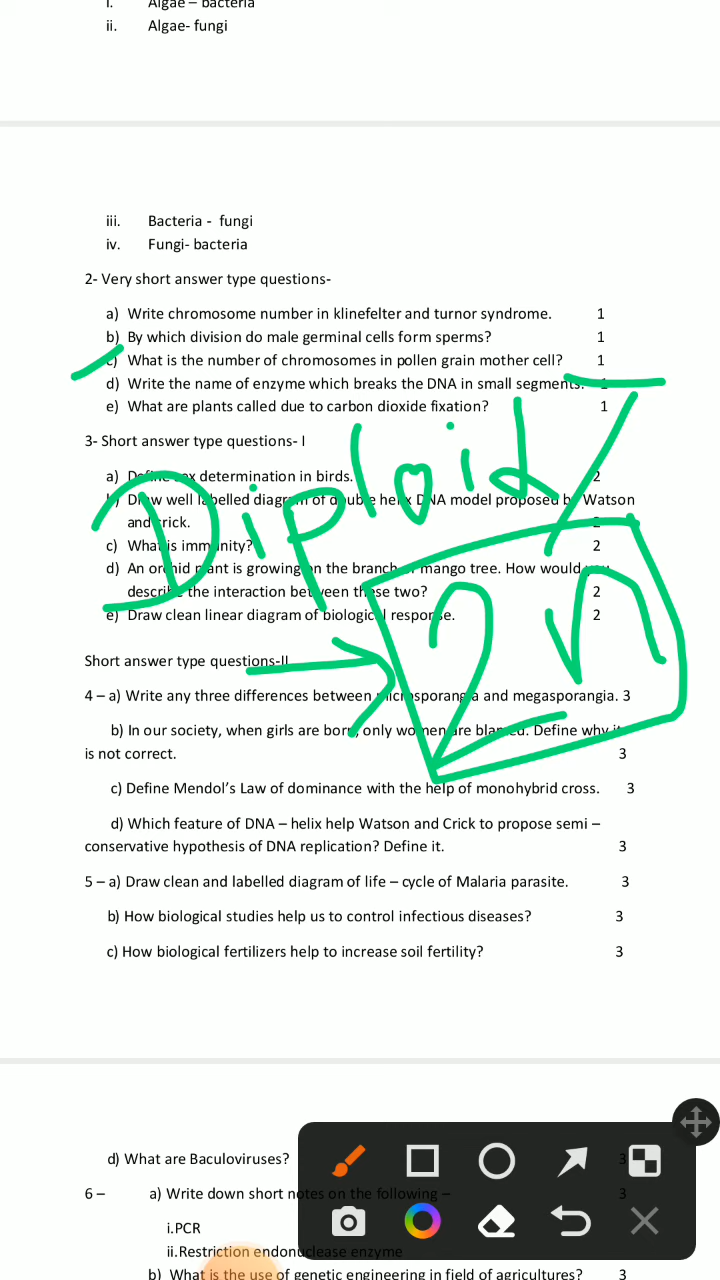 i. Algae – bacteria
ii. Algae- fungi
iii. Bacteria - fungi
iv. Fungi- bacteria
2- Very short answer type questions-
a) Write chromosome number in klinefelter and turnor syndrome. 1
b) By which division do male germinal cells form sperms? 1
c) What is the number of chromosomes in pollen grain mother cell? 1
d) Write the name of enzyme which breaks the DNA in small segments. 1
e) What are plants called due to carbon dioxide fixation? 1
3- Short answer type questions- I
a) Define sex determination in birds. 2
b) Draw well labelled diagram of double helix DNA model proposed by Watson
and crick. 2
Diploid/
c) What is immunity? 2
d) An orchid plant is growing on the branch of mango tree. How would you
describe the interaction between these two? 2
e) Draw clean linear diagram of biological response. 2
2n
Short answer type questions-II
4 – a) Write any three differences between microsporangia and megasporangia. 3
b) In our society, when girls are born, only women are blamed. Define why it
is not correct. 3
c) Define Mendol’s Law of dominance with the help of monohybrid cross. 3
d) Which feature of DNA – helix help Watson and Crick to propose semi –
conservative hypothesis of DNA replication? Define it. 3
5 – a) Draw clean and labelled diagram of life – cycle of Malaria parasite. 3
b) How biological studies help us to control infectious diseases? 3
c) How biological fertilizers help to increase soil fertility? 3
d) What are Baculoviruses? 3
6 – a) Write down short notes on the following – 3
i.PCR
ii.Restriction endonuclease enzyme
b) What is the use of genetic engineering in field of agricultures? 3